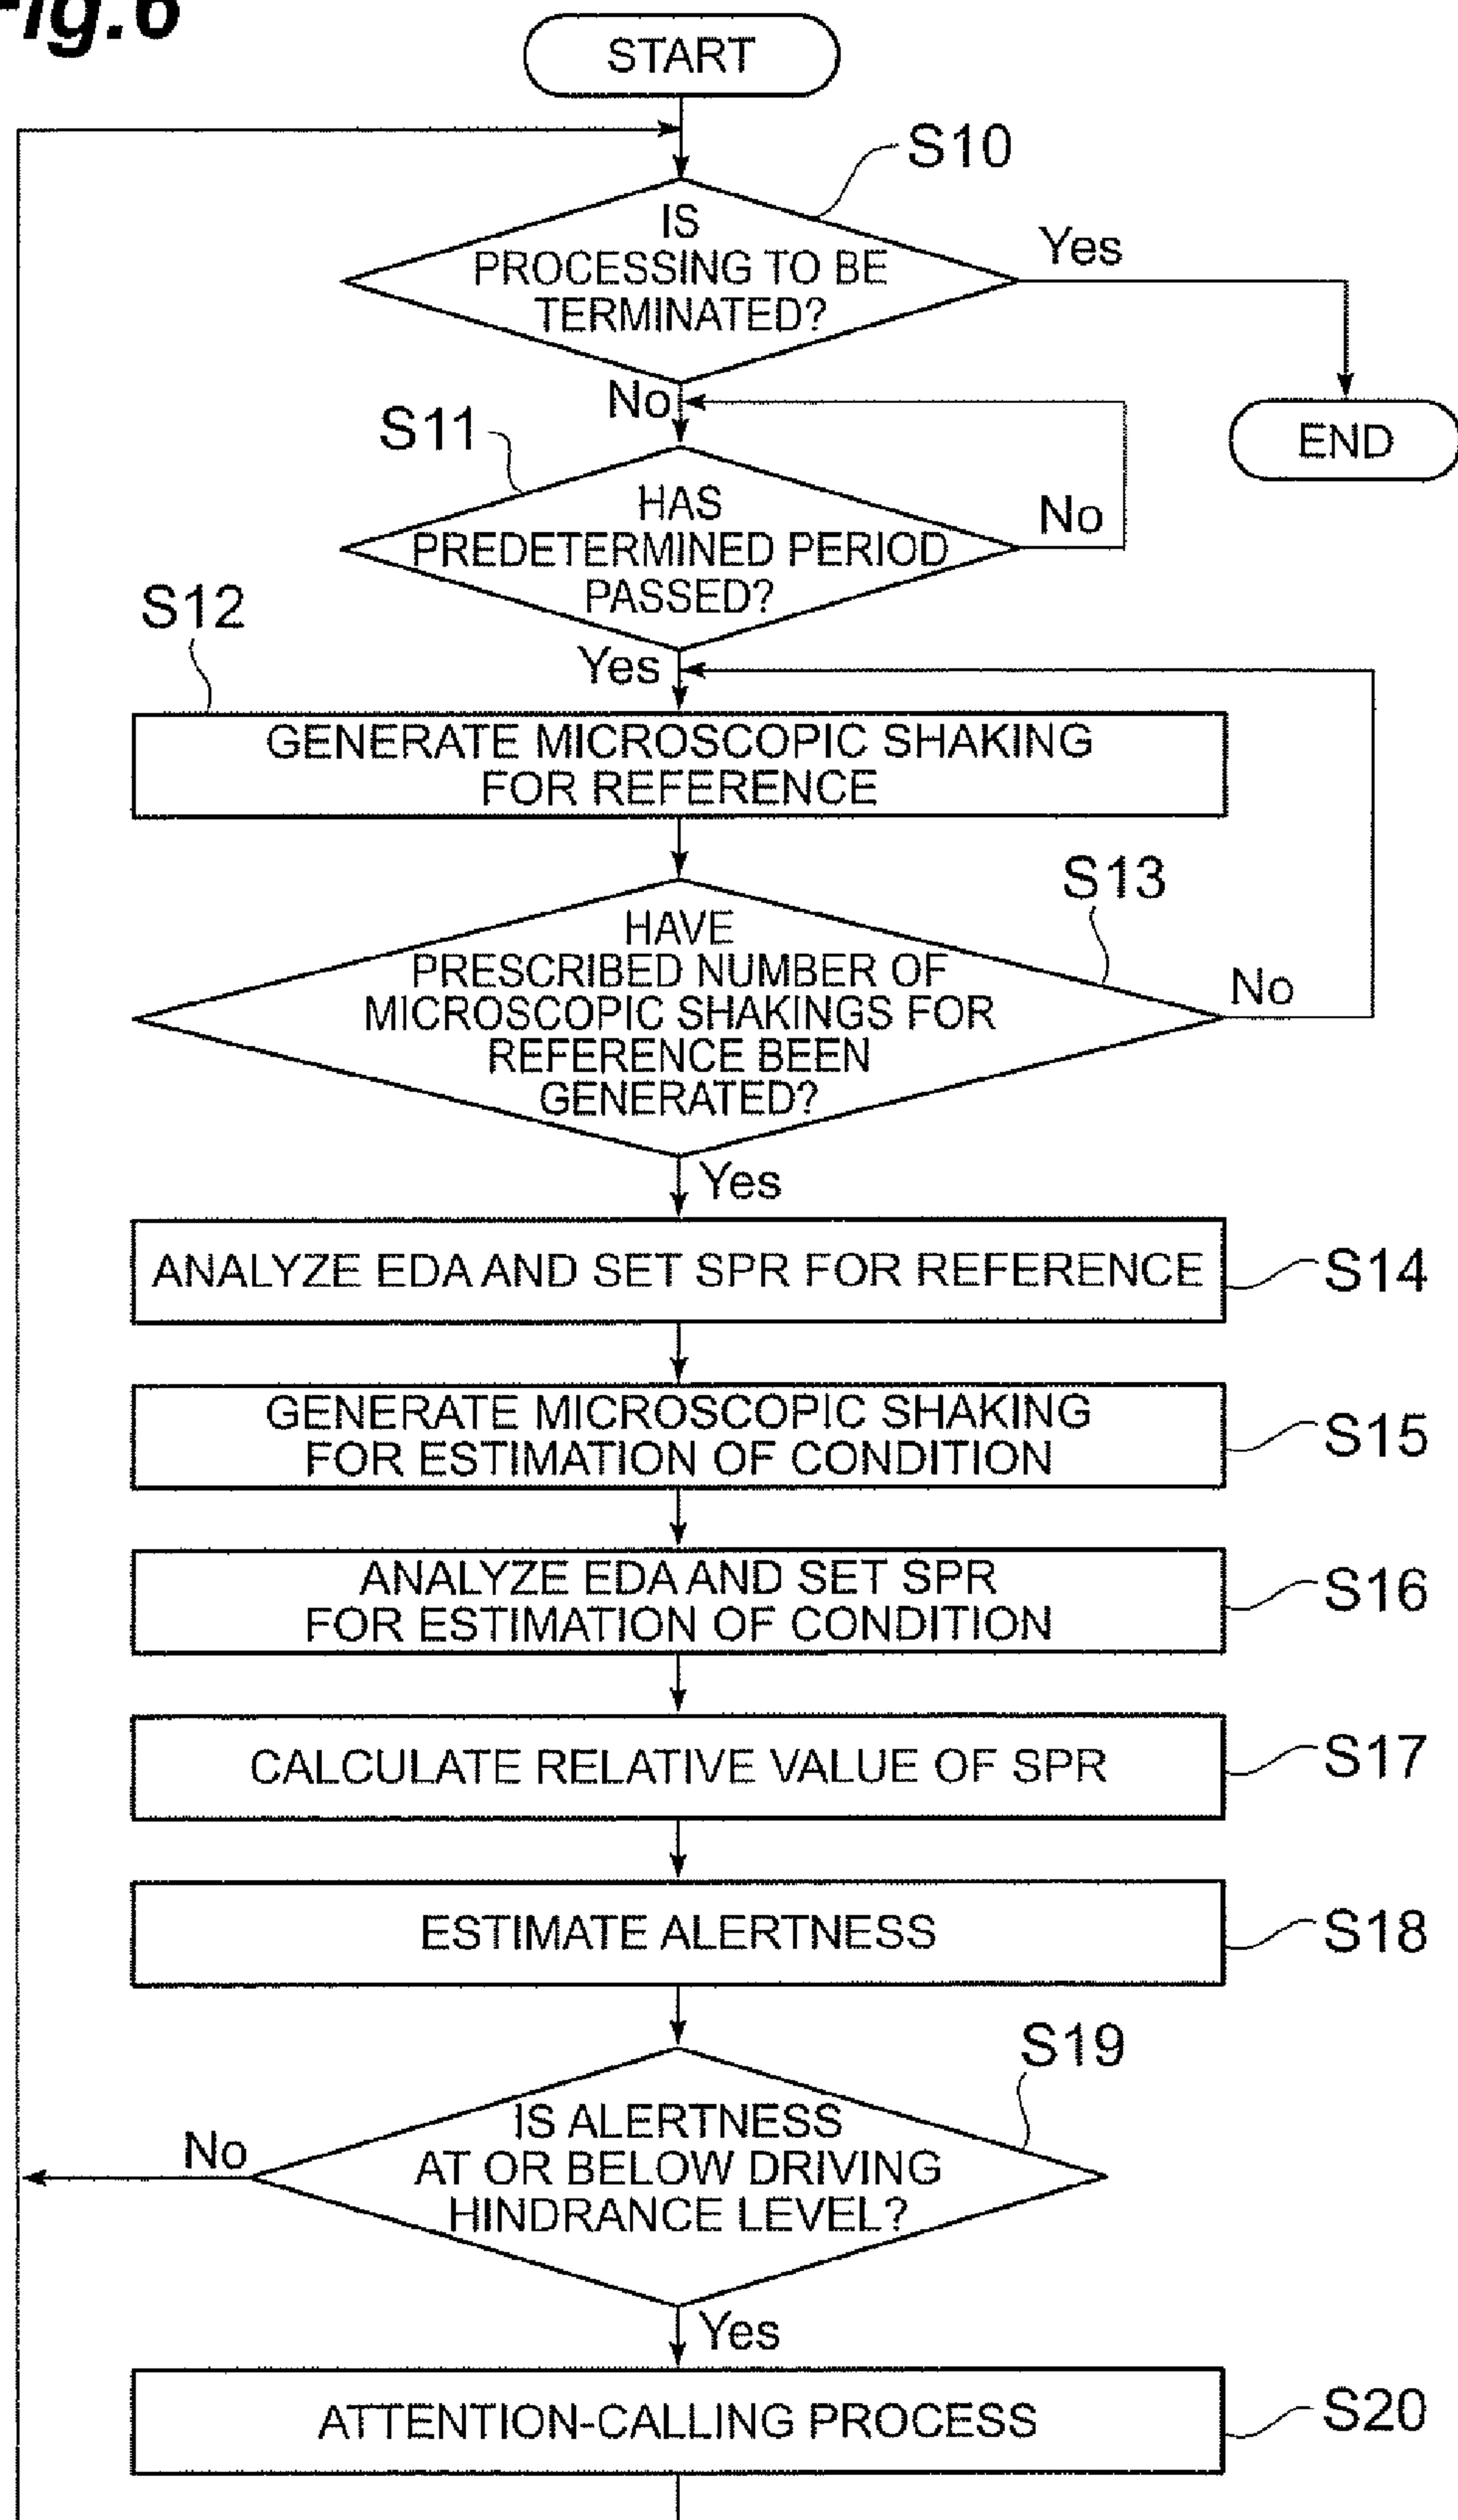 Fig.6
START
S10
IS
PROCESSING TO BE
TERMINATED?
Yes
No
END
S11
HAS
PREDETERMINED PERIOD
PASSED?
No
Yes
S12
GENERATE MICROSCOPIC SHAKING
FOR REFERENCE
S13
HAVE
PRESCRIBED NUMBER OF
MICROSCOPIC SHAKINGS FOR
REFERENCE BEEN
GENERATED?
No
Yes
ANALYZE EDA AND SET SPR FOR REFERENCE
S14
GENERATE MICROSCOPIC SHAKING
FOR ESTIMATION OF CONDITION
S15
ANALYZE EDA AND SET SPR
FOR ESTIMATION OF CONDITION
S16
CALCULATE RELATIVE VALUE OF SPR
S17
ESTIMATE ALERTNESS
S18
S19
IS ALERTNESS
AT OR BELOW DRIVING
HINDRANCE LEVEL?
No
Yes
ATTENTION-CALLING PROCESS
S20